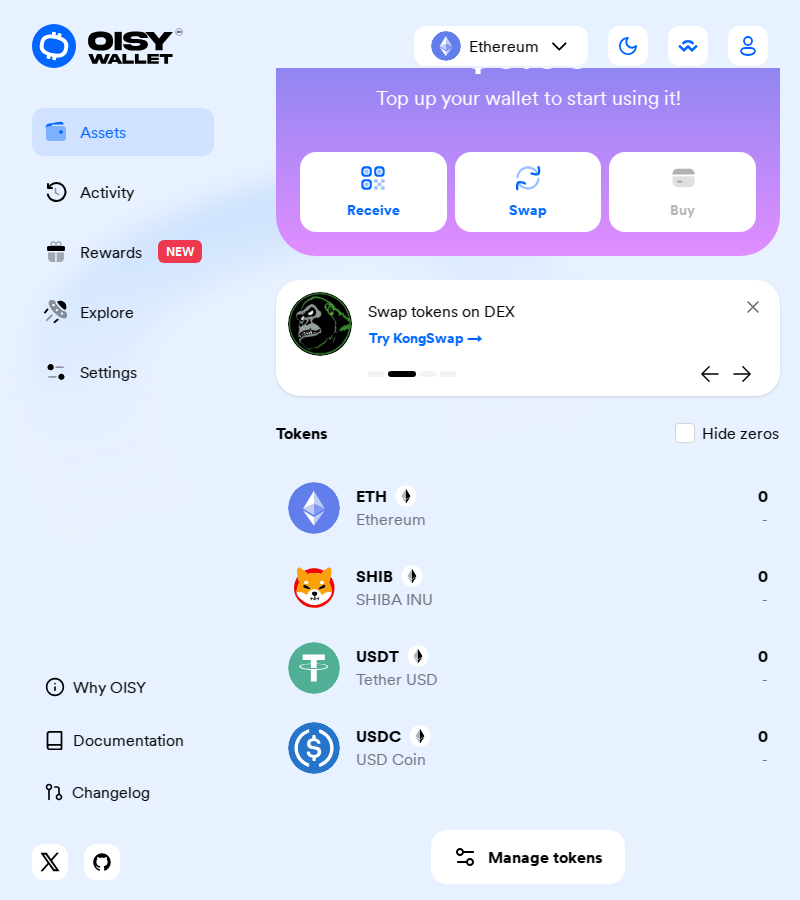 OISY
WALLET
Ethereum
Top up your wallet to start using it!
Assets
Receive
Swap
Buy
Activity
Rewards NEW
Explore
Settings
Swap tokens on DEX
Try KongSwap →
Tokens
Hide zeros
ETH
0
Ethereum
-
SHIB
0
SHIBA INU
-
USDT
0
Tether USD
-
USDC
0
USD Coin
-
Why OISY
Documentation
Changelog
Manage tokens